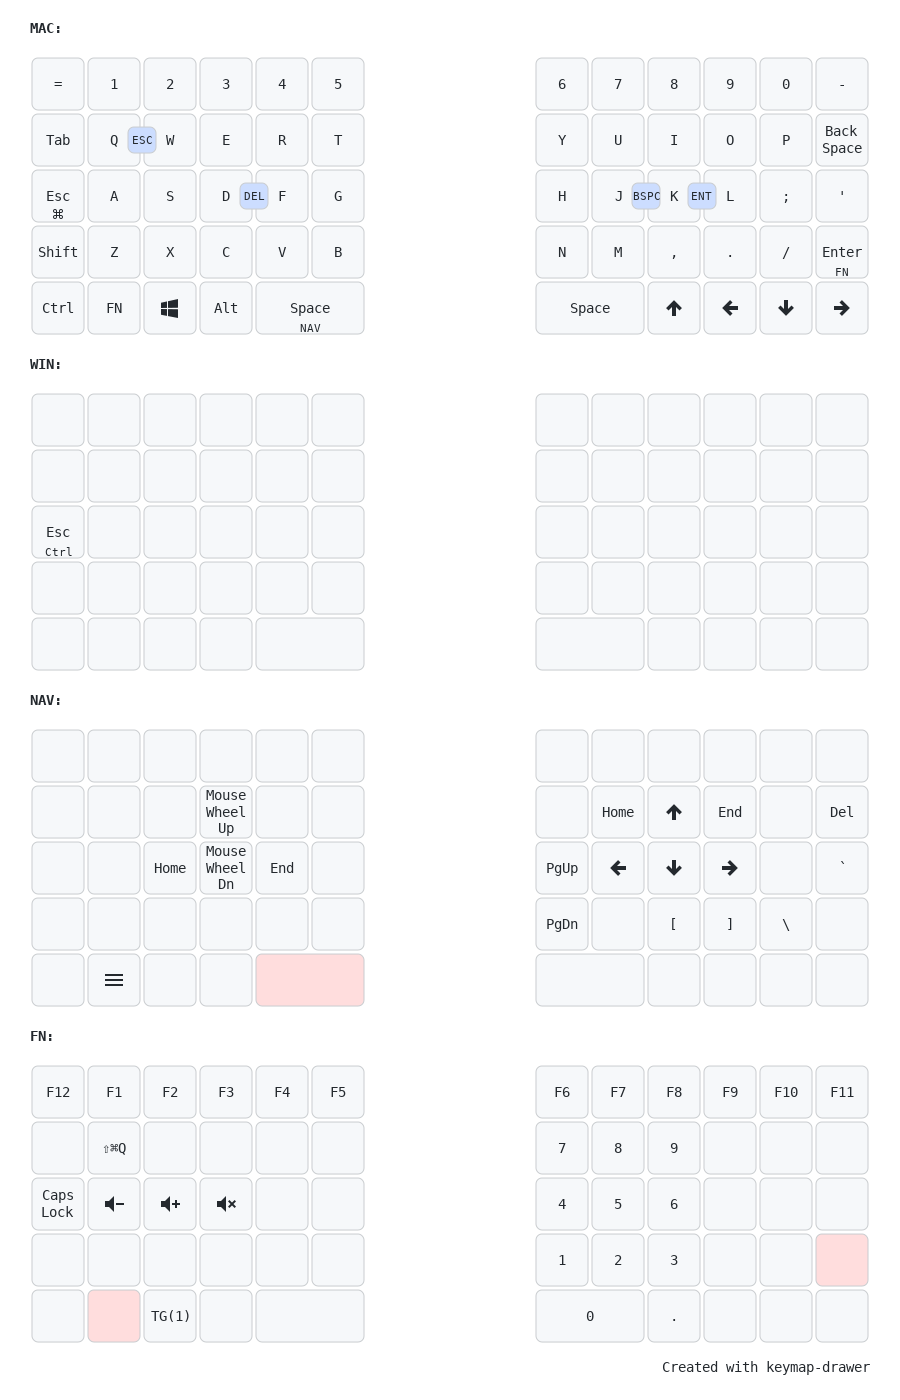 MAC:
= 1 2 3 4 5 6 7 8 9 0 -
Tab Q ESC W E R T Y U I O P Back Space
Esc ⌘ A S D DEL F G H J BSPC K ENT L ; '
Shift Z X C V B N M , . / Enter FN
Ctrl FN Alt Space NAV Space
WIN:
Esc
Ctrl
NAV:
Mouse Wheel Up Home End Del
Home Mouse Wheel Dn End PgUp `
PgDn [ ] \
FN:
F12 F1 F2 F3 F4 F5 F6 F7 F8 F9 F10 F11
⇧⌘Q 7 8 9
Caps Lock 4 5 6
1 2 3
TG(1) 0 .
Created with keymap-drawer